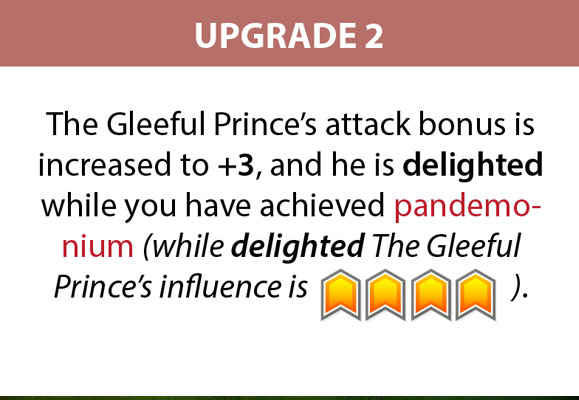 UPGRADE 2
The Gleeful Prince’s attack bonus is
increased to +3, and he is delighted
while you have achieved pandemo-
nium (while delighted The Gleeful
Prince’s influence is ).